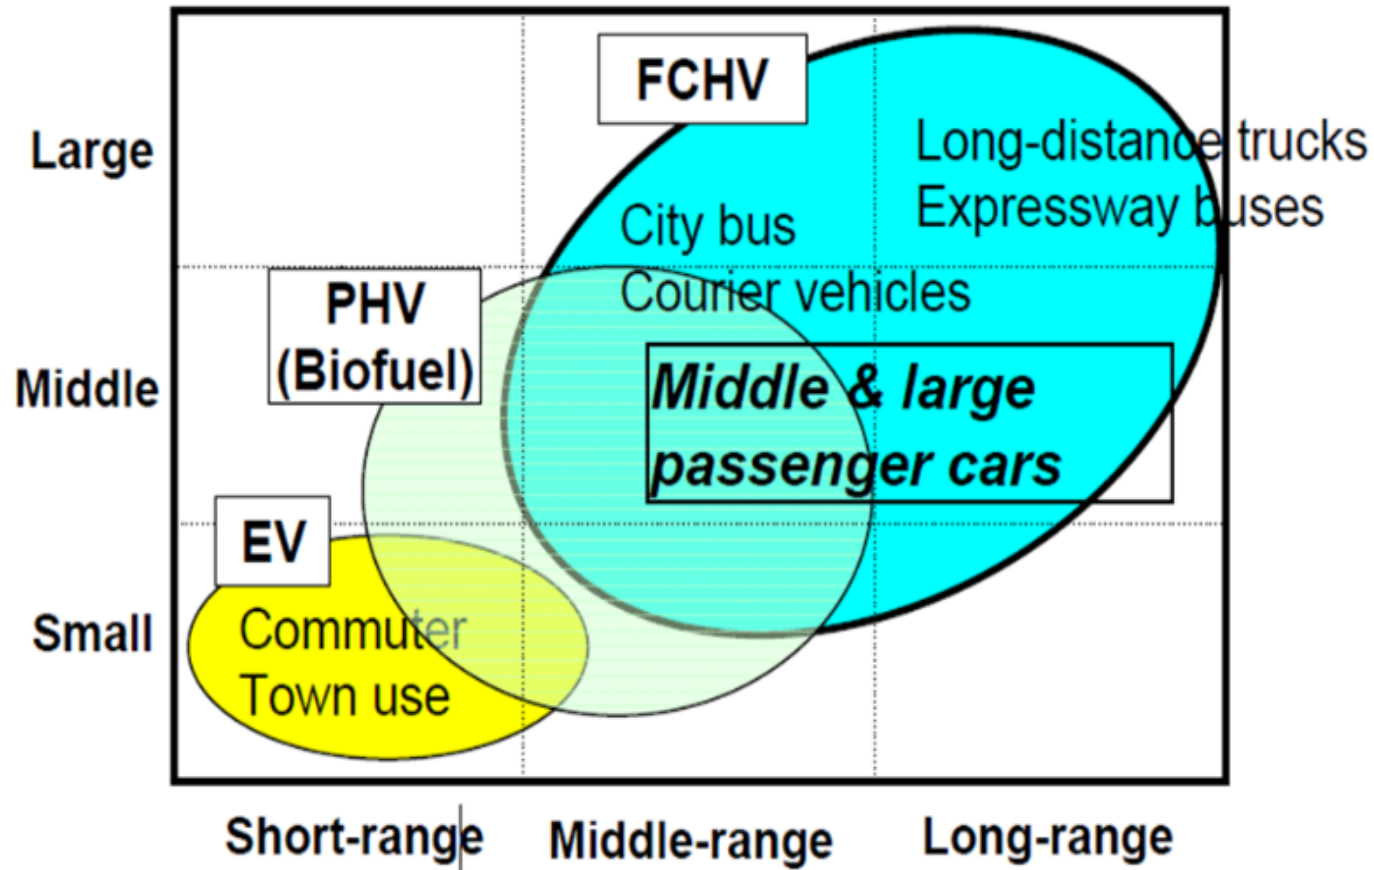 FCHV
Large
Long-distance trucks
Expressway buses
City bus
Courier vehicles
PHV
(Biofuel)
Middle
Middle & large
passenger cars
EV
Small
Commuter
Town use
Short-range
Middle-range
Long-range